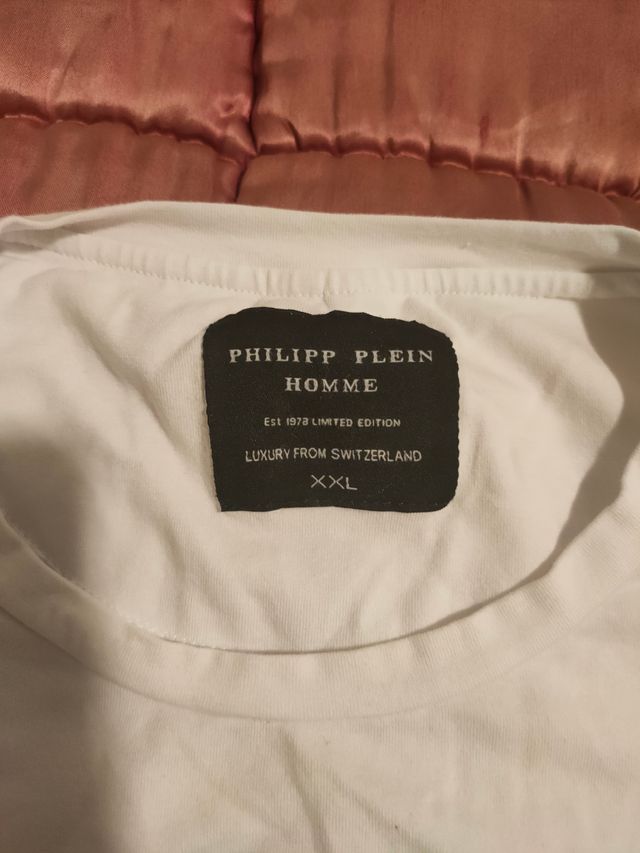 PHILIPP PLEIN
HOMME
Est 1978 LIMITED EDITION
LUXURY FROM SWITZERLAND
XXL